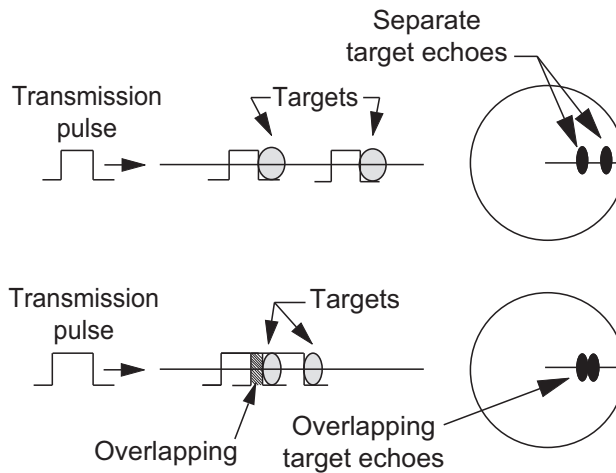 Separate
target echoes
Transmission
pulse
Targets
Transmission
pulse
Targets
Overlapping
Overlapping
target echoes